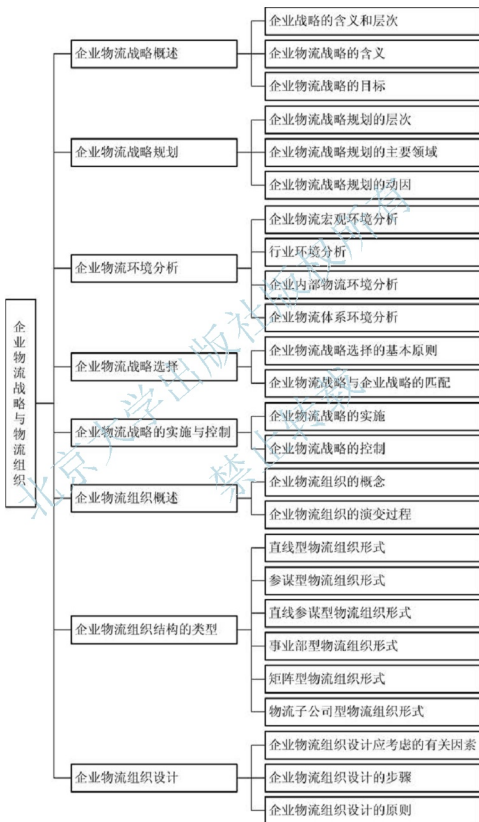 企业物流战略与物流组织
企业物流战略概述
企业战略的含义和层次
企业物流战略的含义
企业物流战略的目标
企业物流战略规划
企业物流战略规划的层次
企业物流战略规划的主要领域
企业物流战略规划的动因
企业物流环境分析
企业物流宏观环境分析
行业环境分析
企业内部物流环境分析
企业物流体系环境分析
企业物流战略选择
企业物流战略选择的基本原则
企业物流战略与企业战略的匹配
企业物流战略的实施与控制
企业物流战略的实施
企业物流战略的控制
企业物流组织概述
企业物流组织的概念
企业物流组织的演变过程
企业物流组织结构的类型
直线型物流组织形式
参谋型物流组织形式
直线参谋型物流组织形式
事业部型物流组织形式
矩阵型物流组织形式
物流子公司型物流组织形式
企业物流组织设计
企业物流组织设计应考虑的有关因素
企业物流组织设计的步骤
企业物流组织设计的原则
北京大学出版社版权所有
禁止转载